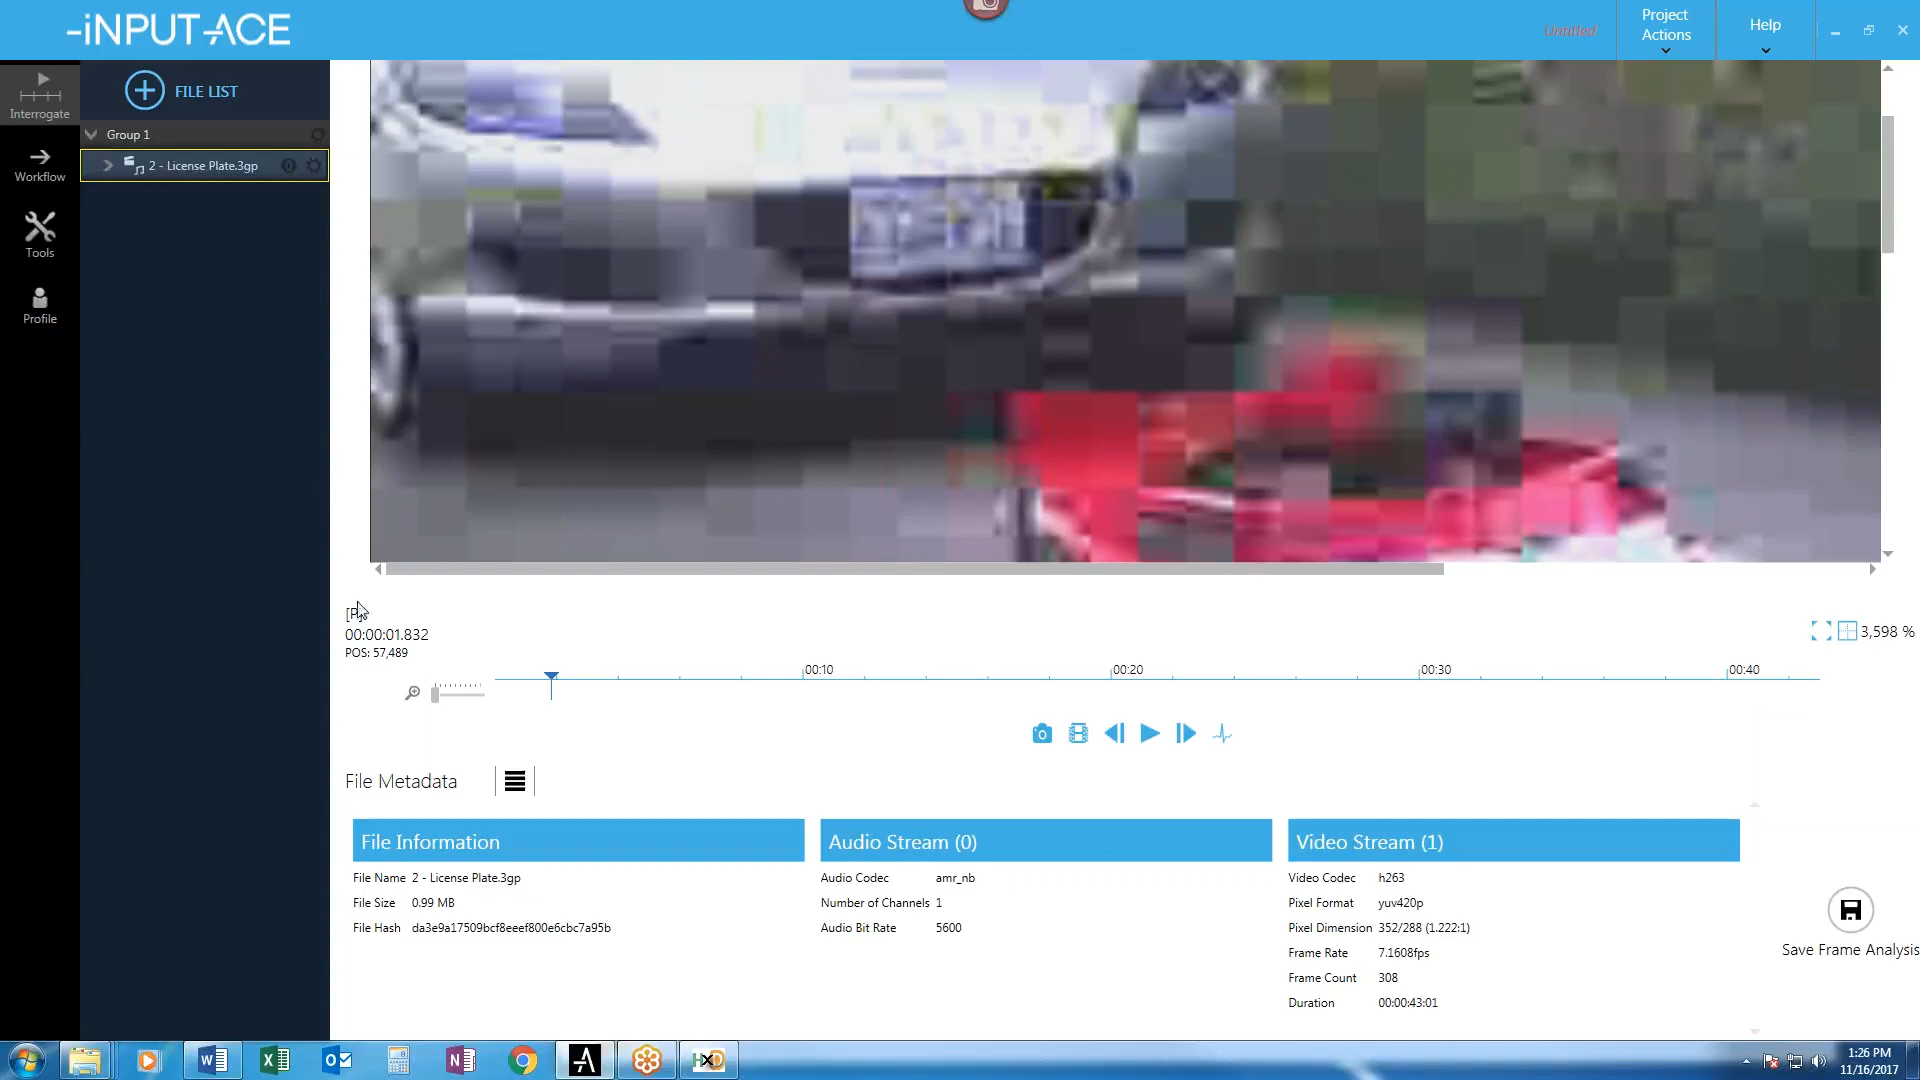 -iNPUT-ACE
Untitled
Project
Actions
Help
Interrogate
FILE LIST
Group 1
2 - License Plate.3gp
Workflow
Tools
Profile
00:00:01.832
POS: 57,489
3,598 %
00:10
00:20
00:30
00:40
File Metadata
File Information
File Name 2 - License Plate.3gp
File Size 0.99 MB
File Hash da3e9a17509bcf8eeef800e6cbc7a95b
Audio Stream (0)
Audio Codec amr_nb
Number of Channels 1
Audio Bit Rate 5600
Video Stream (1)
Video Codec h263
Pixel Format yuv420p
Pixel Dimension 352/288 (1.222:1)
Frame Rate 7.1608fps
Frame Count 308
Duration 00:00:43:01
Save Frame Analysis
1:26 PM
11/16/2017